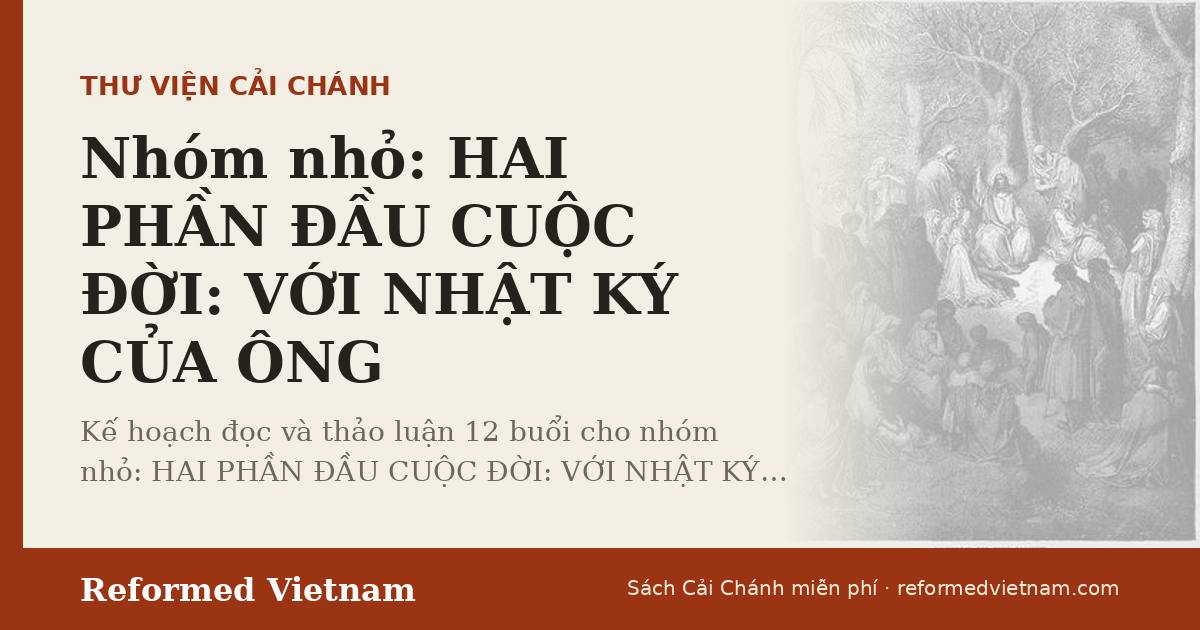 THƯ VIỆN CẢI CHÁNH
Nhóm nhỏ: HAI
PHẦN ĐẦU CUỘC
ĐỜI: VỚI NHẬT KÝ
CỦA ÔNG
Kế hoạch đọc và thảo luận 12 buổi cho nhóm
nhỏ: HAI PHẦN ĐẦU CUỘC ĐỜI: VỚI NHẬT KÝ…
Reformed Vietnam
Sách Cải Chánh miễn phí · reformedvietnam.com